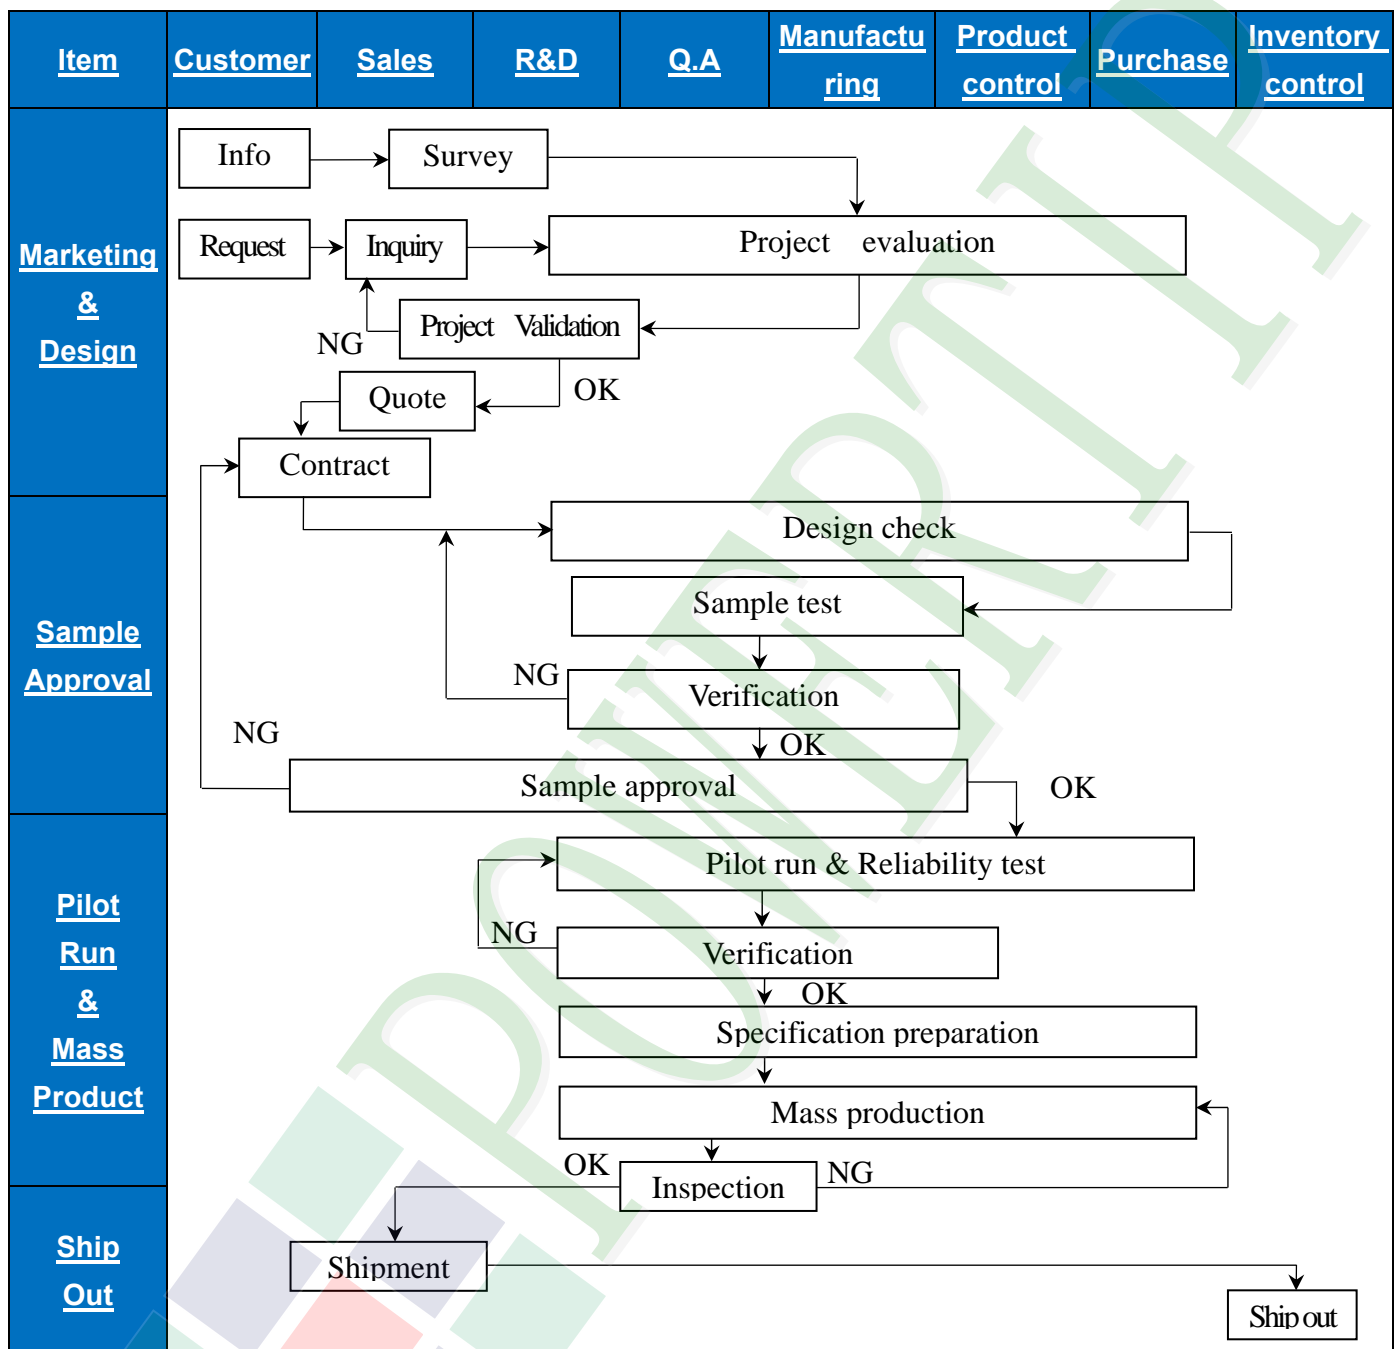 Item
Customer
Sales
R&D
Q.A
Manufactu
ring
Product
control
Purchase
Inventory
control
Marketing
&
Design
Info
Survey
Request
Inquiry
Project evaluation
NG
Project Validation
OK
Quote
Contract
Sample
Approval
Design check
Sample test
NG
Verification
NG
OK
Sample approval
OK
Pilot
Run
&
Mass
Product
Pilot run & Reliability test
NG
Verification
OK
Specification preparation
Mass production
OK
Inspection
NG
Ship
Out
Shipment
Ship out
POWERTIP